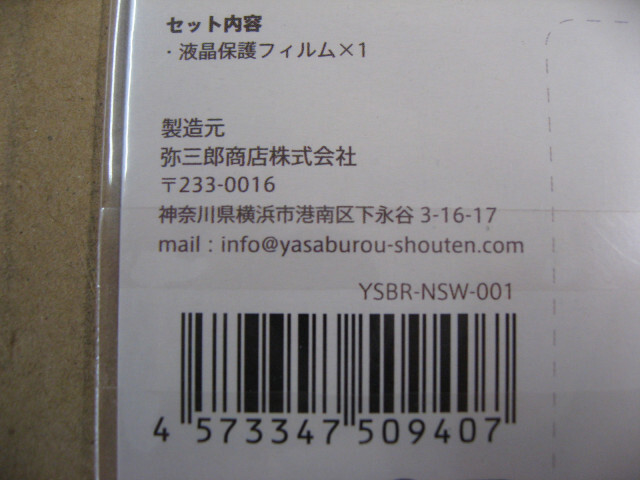 セット内容
・液晶保護フィルム×1
製造元
弥三郎商店株式会社
〒233-0016
神奈川県横浜市港南区下永谷 3-16-17
mail : info@yasaburou-shouten.com
YSBR-NSW-001
4 573347 509407